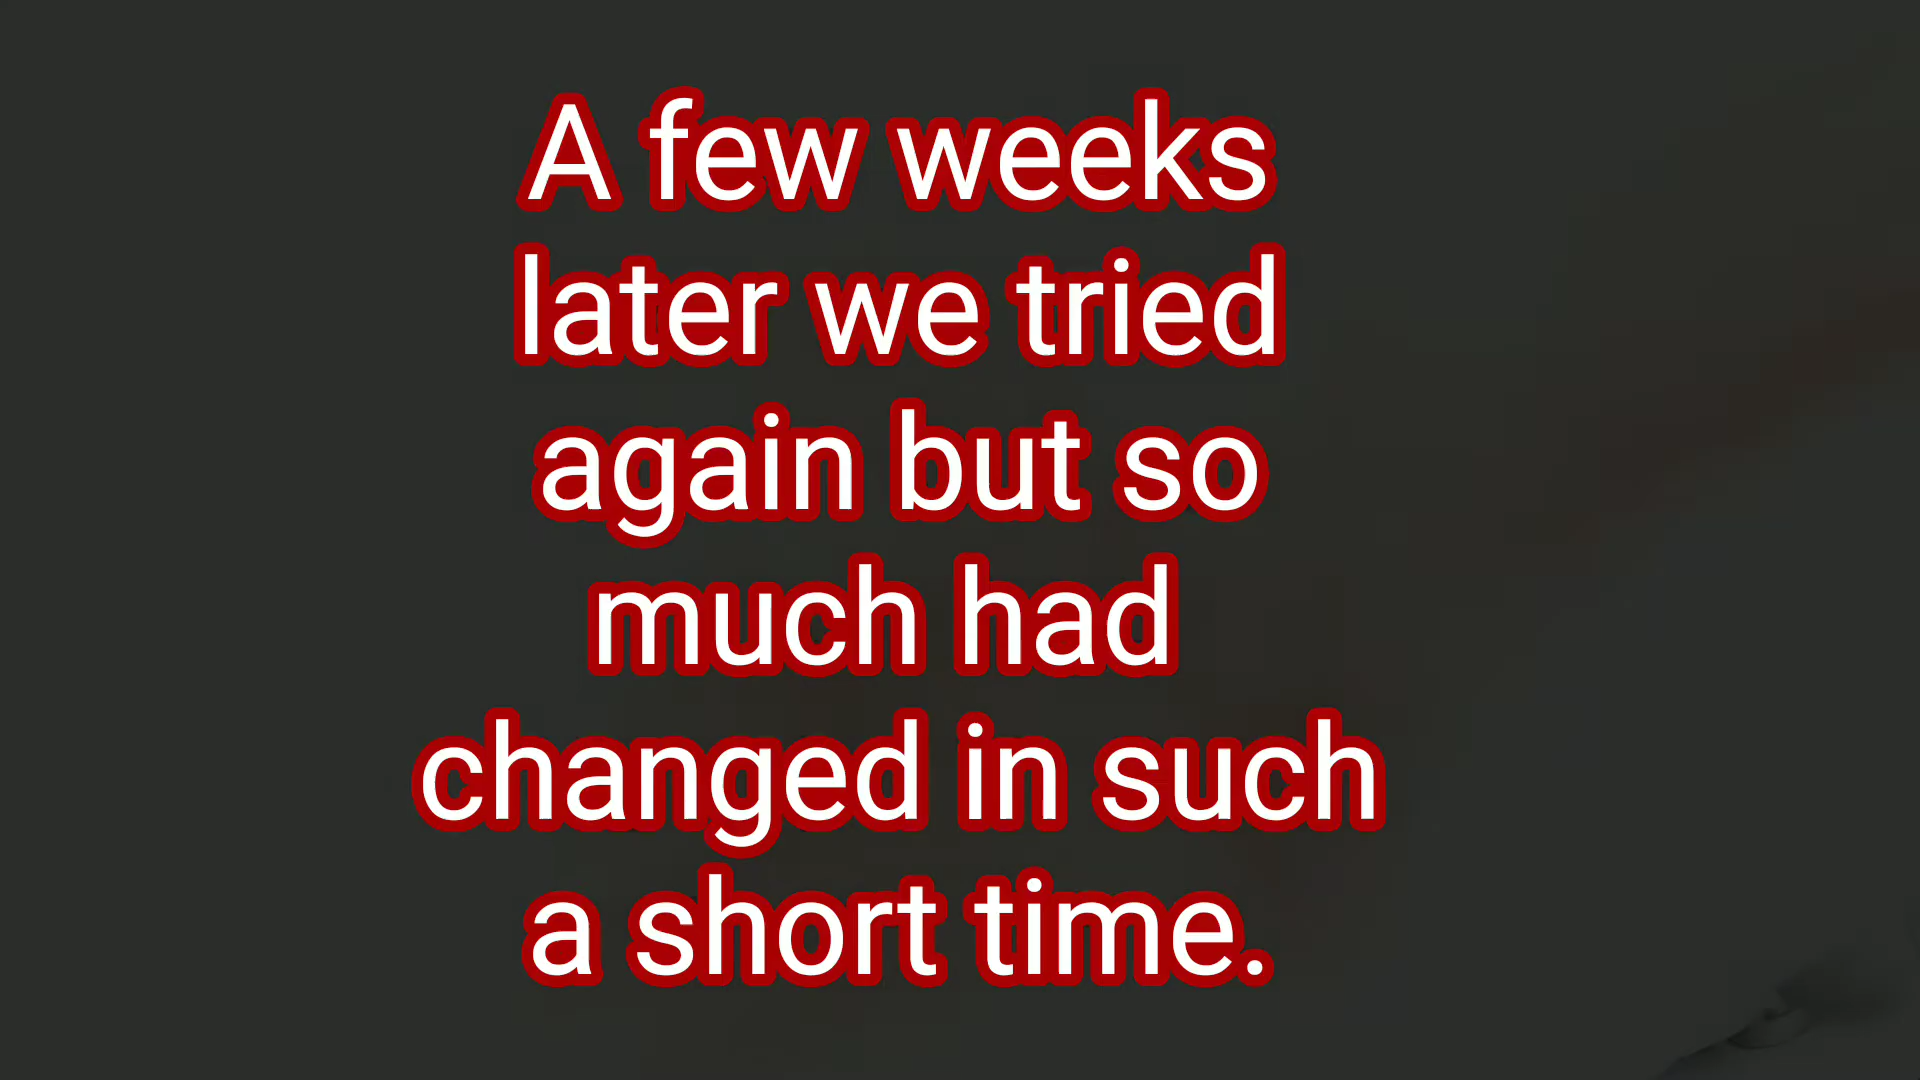 A few weeks
later we tried
again but so
much had
changed in such
a short time.